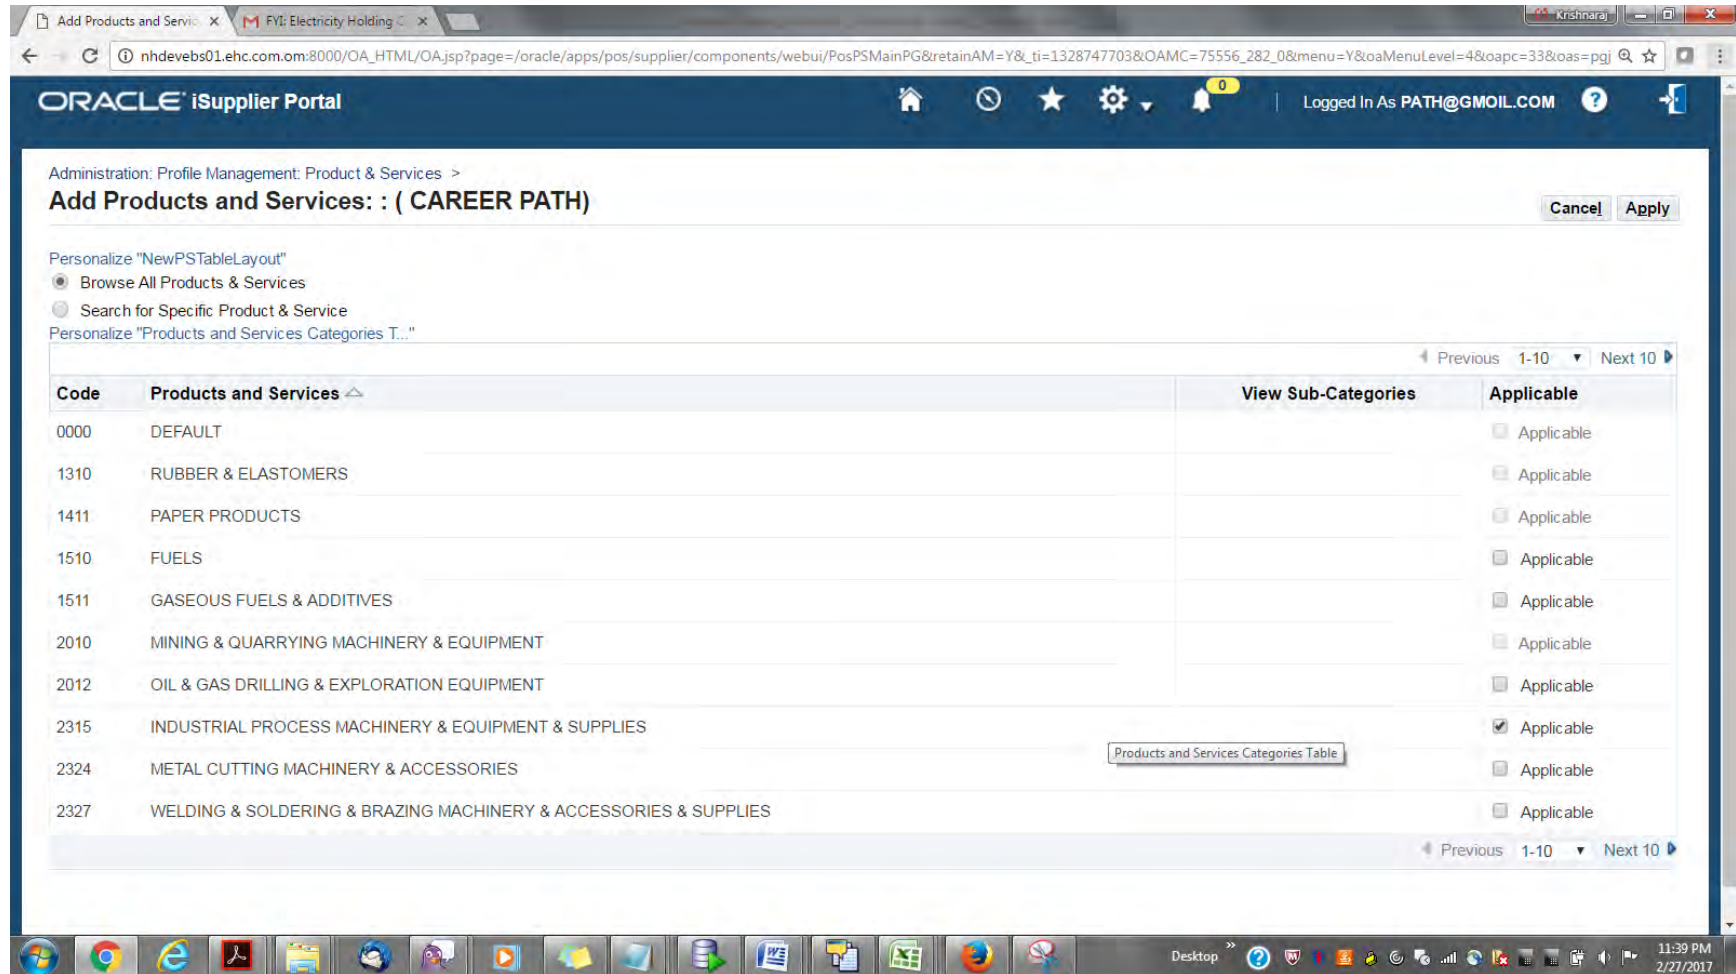 Add Products and Servic
FYI: Electricity Holding C
Krishnaraj
nhdevebs01.ehc.com.om:8000/OA_HTML/OA.jsp?page=/oracle/apps/pos/supplier/components/webui/PosPSMainPG&retainAM=Y&_ti=1328747703&OAMC=75556_282_0&menu=Y&oaMenuLevel=4&oapc=33&oas=pgj
ORACLE iSupplier Portal
0
Logged In As PATH@GMOIL.COM
Administration: Profile Management: Product & Services >
Add Products and Services: : ( CAREER PATH)
Cancel Apply
Personalize "NewPSTableLayout"
Browse All Products & Services
Search for Specific Product & Service
Personalize "Products and Services Categories T..."
Previous 1-10 Next 10
Code Products and Services View Sub-Categories Applicable
0000 DEFAULT Applicable
1310 RUBBER & ELASTOMERS Applicable
1411 PAPER PRODUCTS Applicable
1510 FUELS Applicable
1511 GASEOUS FUELS & ADDITIVES Applicable
2010 MINING & QUARRYING MACHINERY & EQUIPMENT Applicable
2012 OIL & GAS DRILLING & EXPLORATION EQUIPMENT Applicable
2315 INDUSTRIAL PROCESS MACHINERY & EQUIPMENT & SUPPLIES Applicable
Products and Services Categories Table
2324 METAL CUTTING MACHINERY & ACCESSORIES Applicable
2327 WELDING & SOLDERING & BRAZING MACHINERY & ACCESSORIES & SUPPLIES Applicable
Previous 1-10 Next 10
Desktop
11:39 PM
2/27/2017